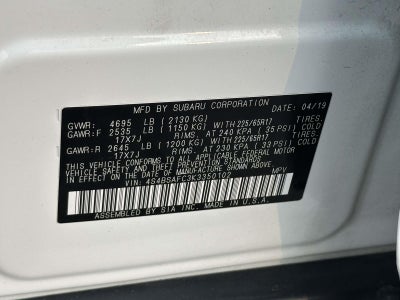 MFD BY SUBARU CORPORATION DATE: 04/19
GVWR: 4695 LB (2130 KG)
GAWR:F 2535 LB (1150 KG) WITH 225/65R17 TIRES.
17X7J RIMS. AT 240 KPA (35 PSI) COLD
GAWR:R 2645 LB (1200 KG) WITH 225/65R17 TIRES.
17X7J RIMS. AT 230 KPA (33 PSI) COLD
THIS VEHICLE CONFORMS TO ALL APPLICABLE FEDERAL MOTOR
VEHICLE SAFETY AND THEFT PREVENTION STANDARDS IN
EFFECT ON THE DATE OF MANUFACTURE SHOWN ABOVE.
VIN: 4S4BSAFC3K3350102 MPV
ASSEMBLED BY SIA INC. MADE IN U.S.A.